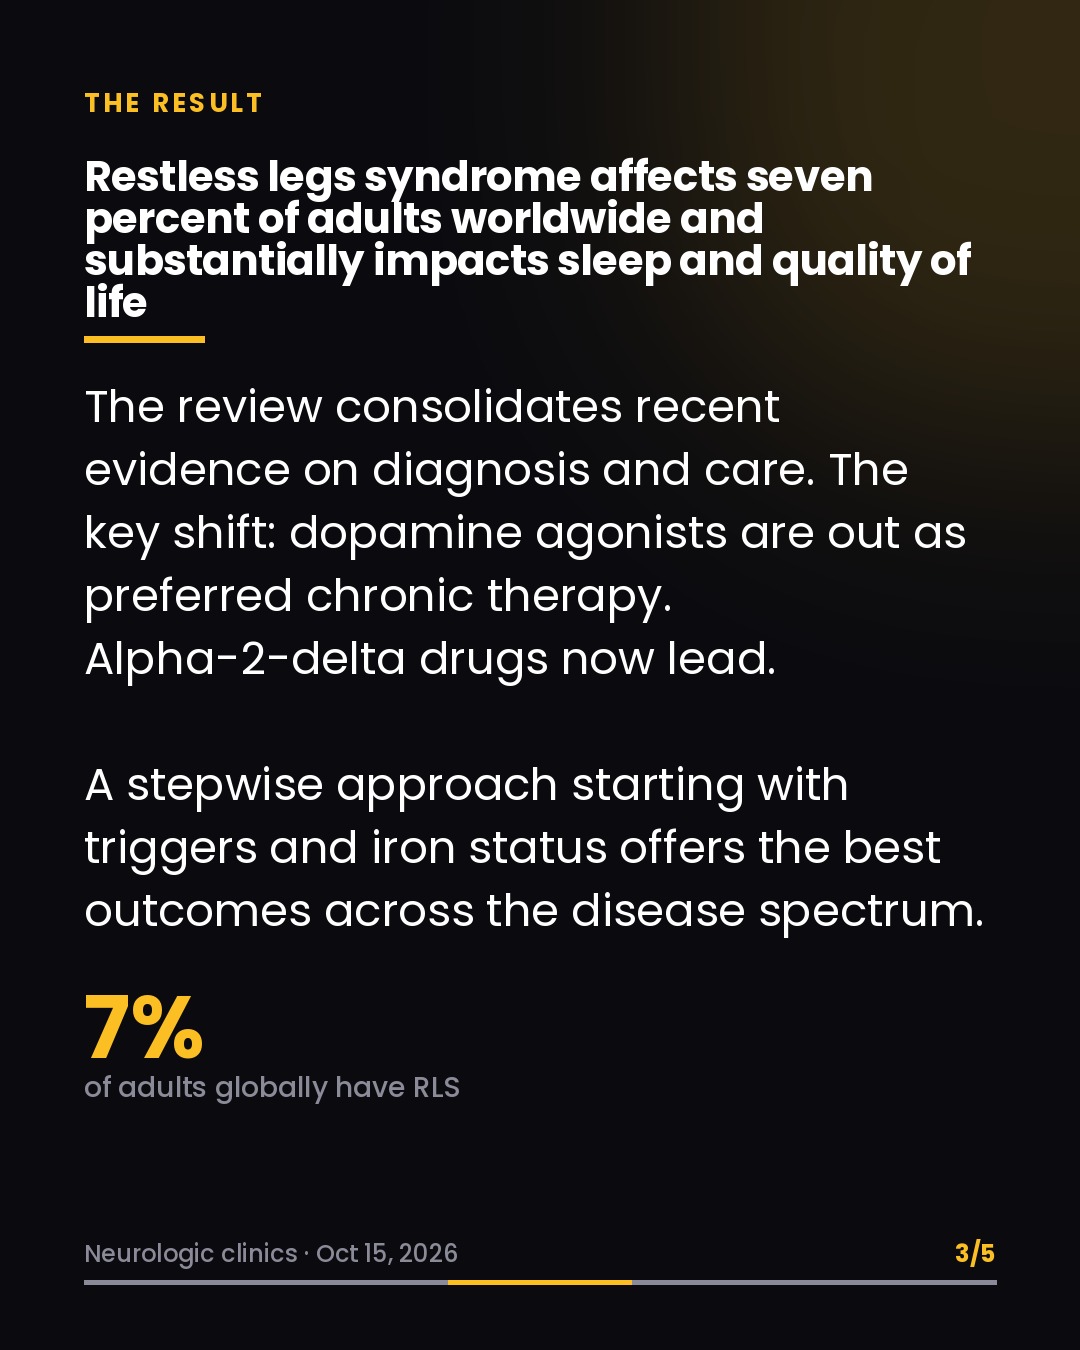 THE RESULT
Restless legs syndrome affects seven
percent of adults worldwide and
substantially impacts sleep and quality of
life
The review consolidates recent
evidence on diagnosis and care. The
key shift: dopamine agonists are out as
preferred chronic therapy.
Alpha-2-delta drugs now lead.
A stepwise approach starting with
triggers and iron status offers the best
outcomes across the disease spectrum.
7%
of adults globally have RLS
Neurologic clinics · Oct 15, 2026
3/5